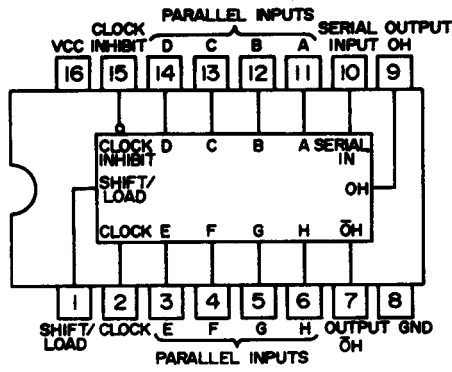 PARALLEL INPUTS
CLOCK SERIAL OUTPUT
VCC INHIBIT D C B A INPUT OH
16 15 14 13 12 11 10 9
CLOCK D C B A SERIAL
INHIBIT IN
SHIFT/
LOAD OH
CLOCK E F G H O̅H
1 2 3 4 5 6 7 8
SHIFT/ CLOCK E F G H OUTPUT GND
LOAD O̅H
PARALLEL INPUTS